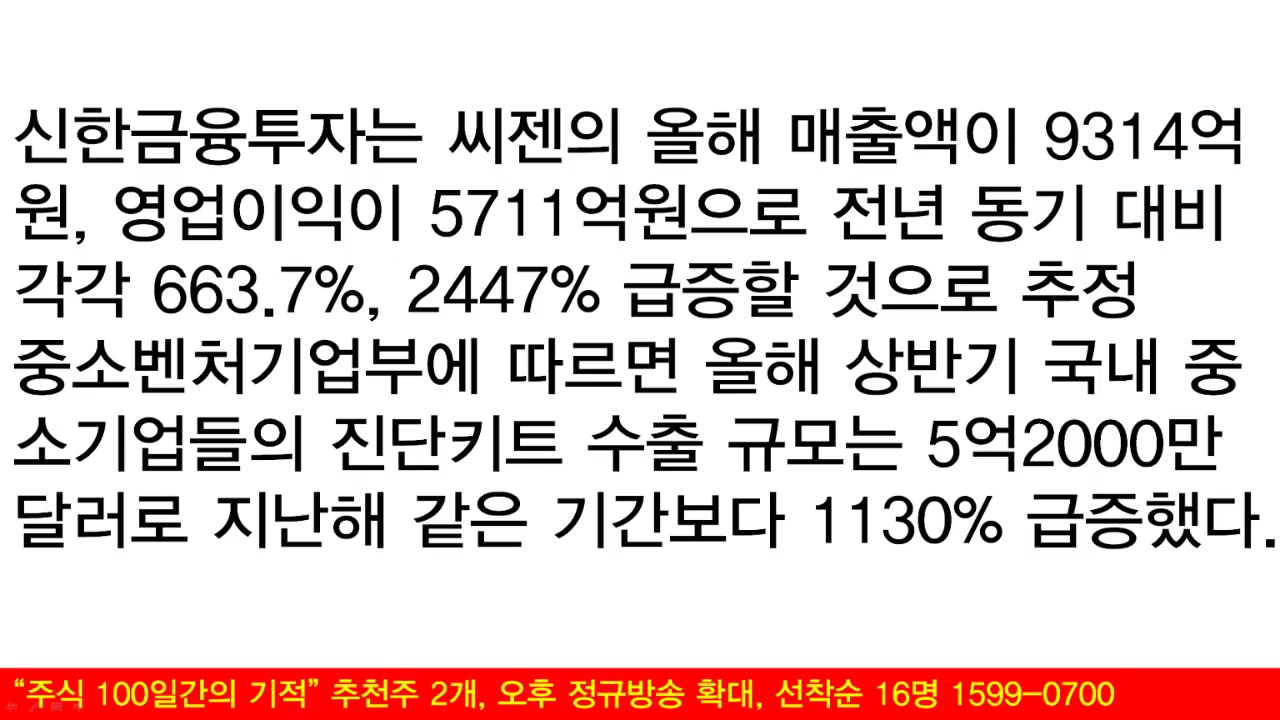 신한금융투자는 씨젠의 올해 매출액이 9314억
원, 영업이익이 5711억원으로 전년 동기 대비
각각 663.7%, 2447% 급증할 것으로 추정
중소벤처기업부에 따르면 올해 상반기 국내 중
소기업들의 진단키트 수출 규모는 5억2000만
달러로 지난해 같은 기간보다 1130% 급증했다.
“주식 100일간의 기적” 추천주 2개, 오후 정규방송 확대, 선착순 16명 1599-0700